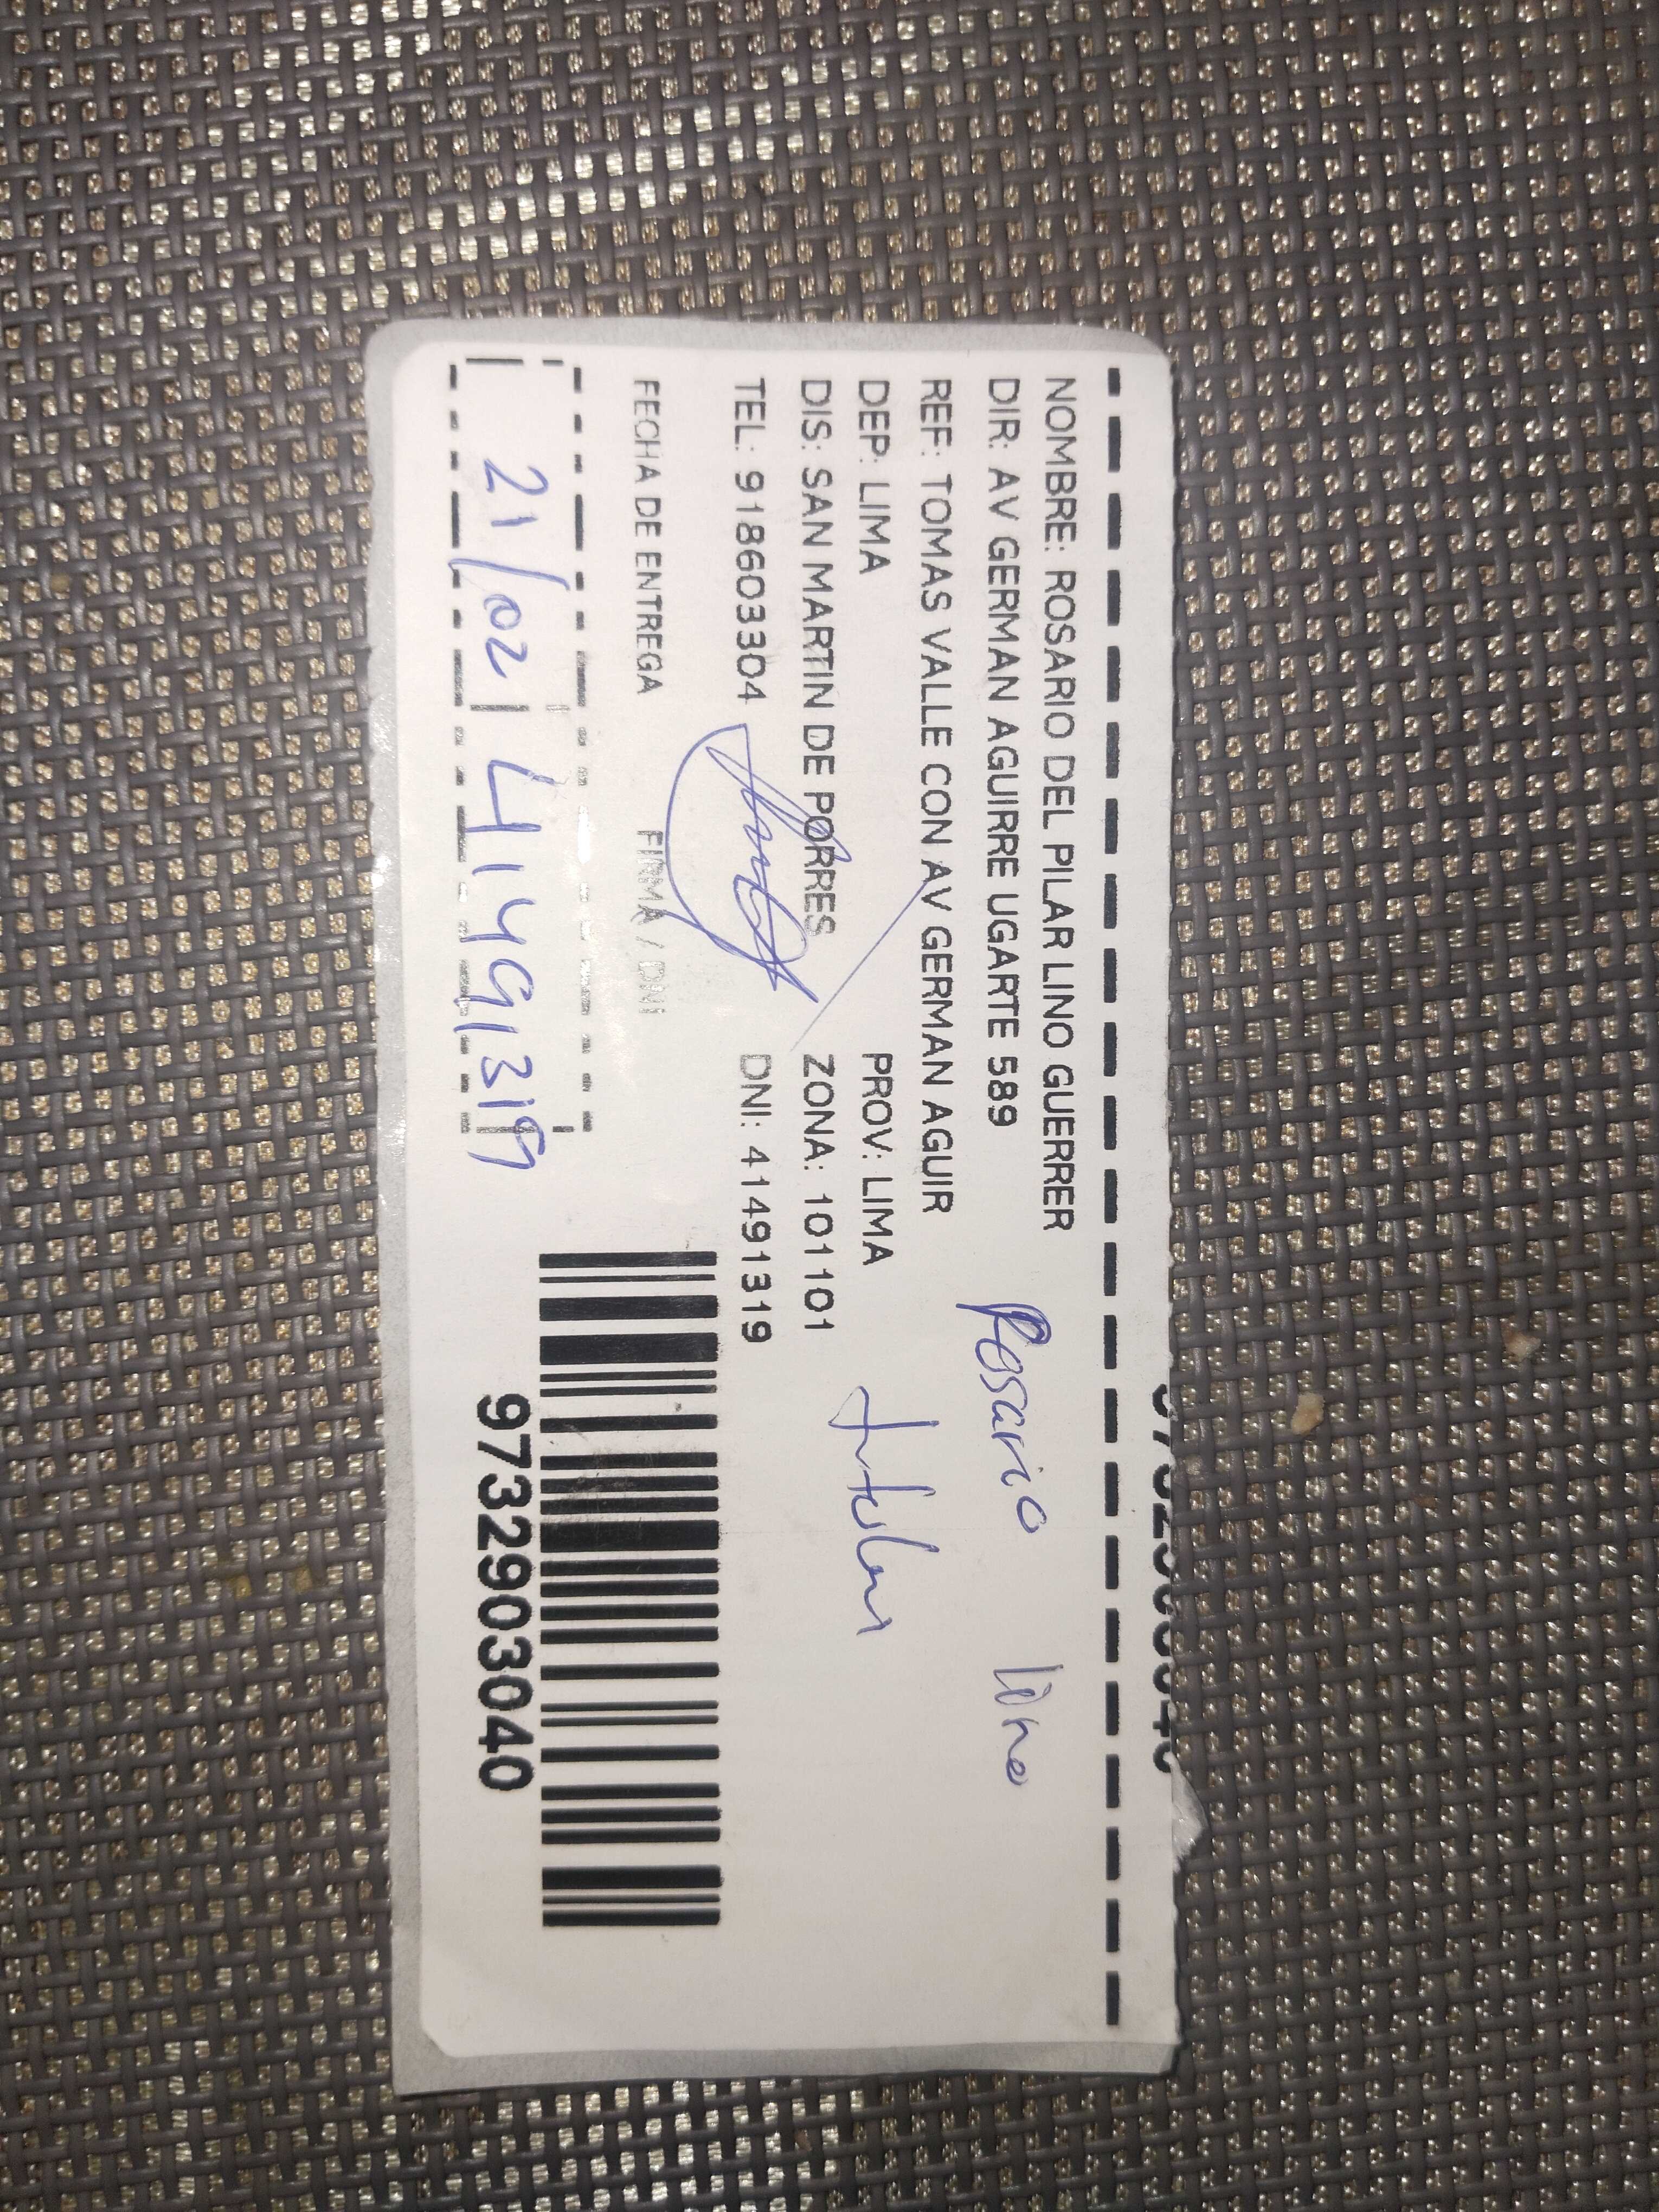 NOMBRE: ROSARIO DEL PILAR LINO GUERRER
DIR: AV GERMAN AGUIRRE UGARTE 589
Rosario lino
REF: TOMAS VALLE CON AV GERMAN AGUIR
DEP: LIMA PROV: LIMA
DIS: SAN MARTIN DE PORRES ZONA: 101101
TEL: 918603304 DNI: 41491319
FECHA DE ENTREGA FIRMA / DNI
21/02 41491319
9732903040